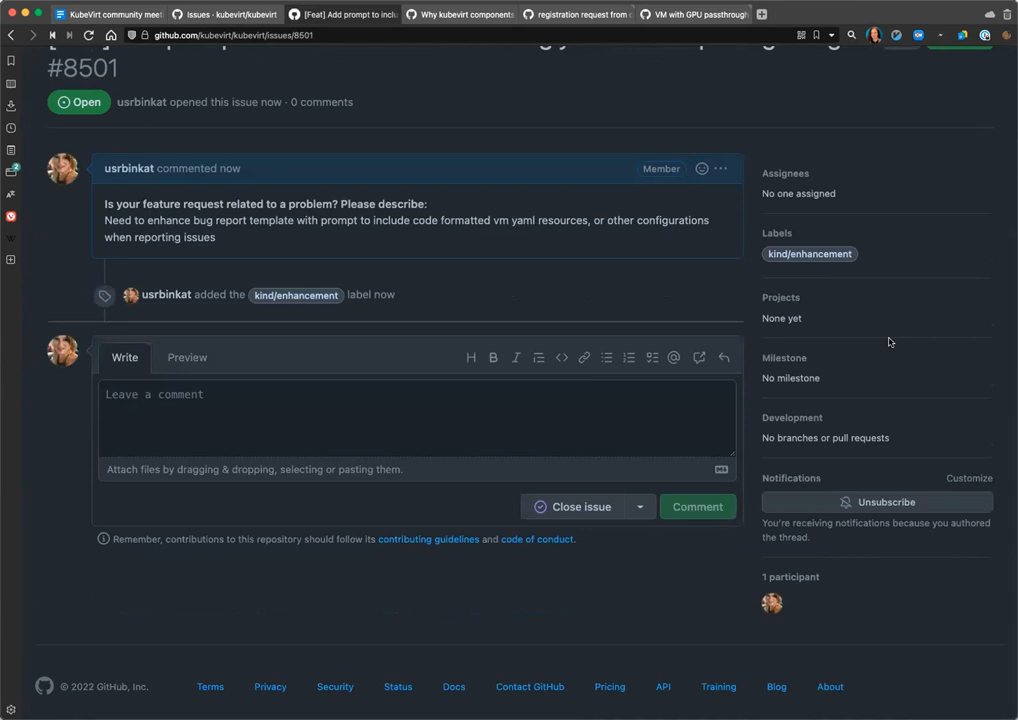 KubeVirt community meet
Issues · kubevirt/kubevirt
[Feat] Add prompt to inclu
Why kubevirt components
registration request from c
VM with GPU passthrough
github.com/kubevirt/kubevirt/issues/8501
2
#8501
Open
usrbinkat opened this issue now · 0 comments
usrbinkat commented now
Member
Is your feature request related to a problem? Please describe:
Need to enhance bug report template with prompt to include code formatted vm yaml resources, or other configurations
when reporting issues
usrbinkat added the kind/enhancement label now
Write
Preview
Leave a comment
Attach files by dragging & dropping, selecting or pasting them.
Close issue
Comment
Remember, contributions to this repository should follow its contributing guidelines and code of conduct.
Assignees
No one assigned
Labels
kind/enhancement
Projects
None yet
Milestone
No milestone
Development
No branches or pull requests
Notifications
Customize
Unsubscribe
You're receiving notifications because you authored
the thread.
1 participant
© 2022 GitHub, Inc.
Terms
Privacy
Security
Status
Docs
Contact GitHub
Pricing
API
Training
Blog
About